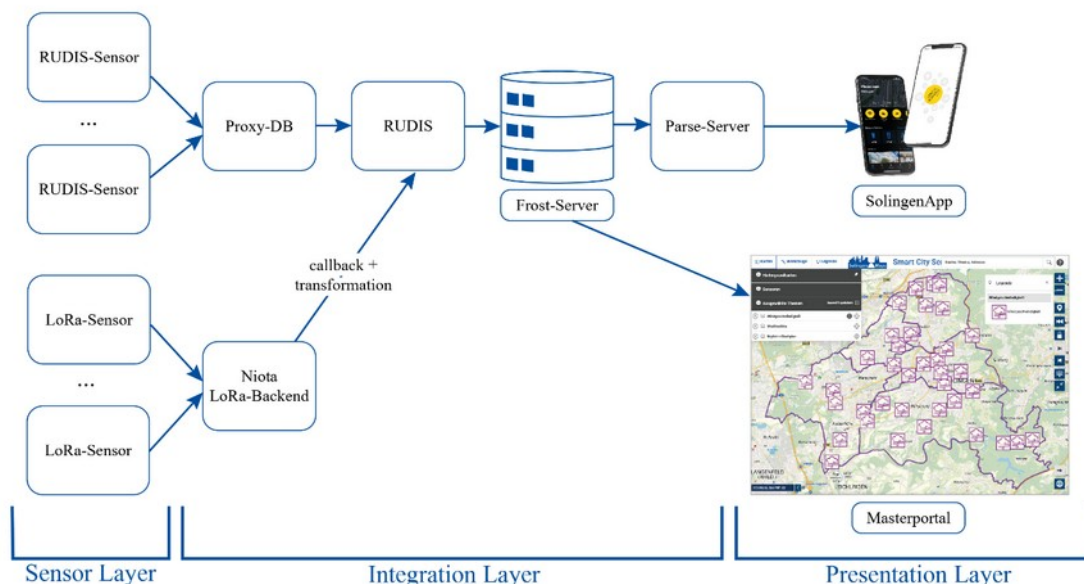 RUDIS-Sensor
...
RUDIS-Sensor
Proxy-DB
RUDIS
Frost-Server
Parse-Server
SolingenApp
callback +
transformation
LoRa-Sensor
...
LoRa-Sensor
Niota
LoRa-Backend
Smart City
Masterportal
Sensor Layer
Integration Layer
Presentation Layer